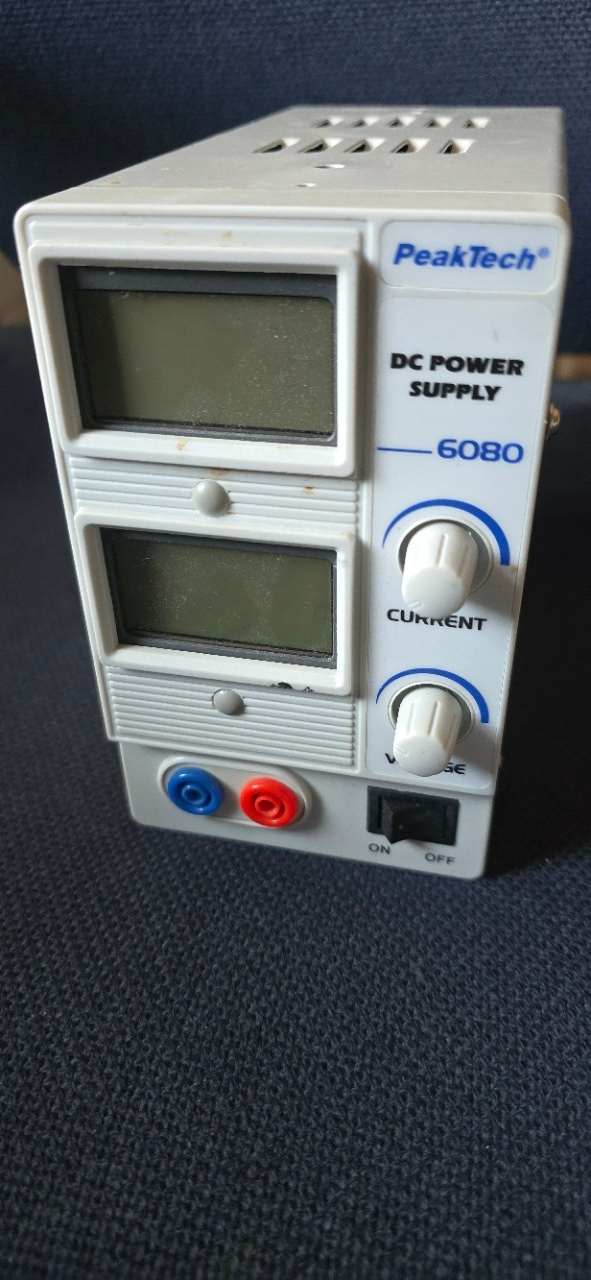 PeakTech®
DC POWER
SUPPLY
6080
CURRENT
ON
OFF